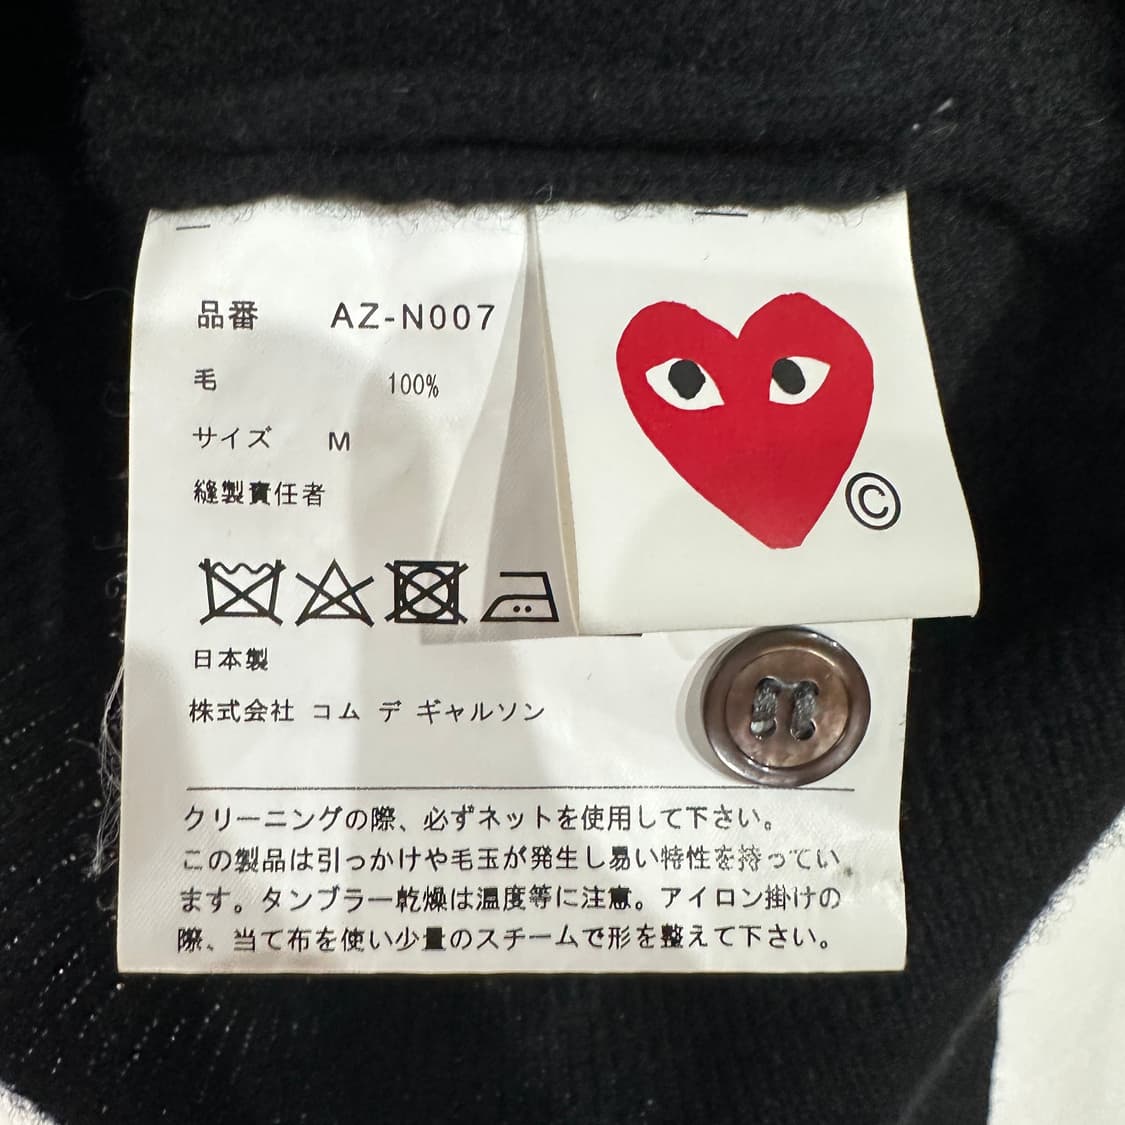 品番 AZ-N007
毛 100%
サイズ M
縫製責任者
日本製
株式会社 コム デ ギャルソン
クリーニングの際、必ずネットを使用して下さい。
この製品は引っかけや毛玉が発生し易い特性を持ってい
ます。タンブラー乾燥は温度等に注意。アイロン掛けの
際、当て布を使い少量のスチームで形を整えて下さい。
©